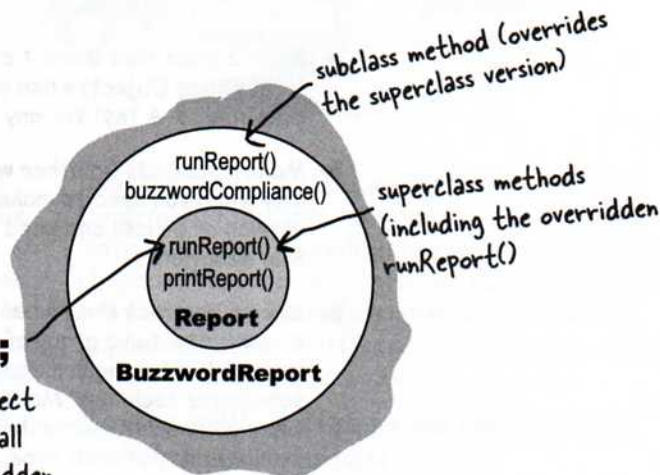 subclass method (overrides
the superclass version)
runReport()
buzzwordCompliance()
superclass methods
(including the overridden
runReport()
runReport()
printReport()
Report
BuzzwordReport
;
ect
all
dden